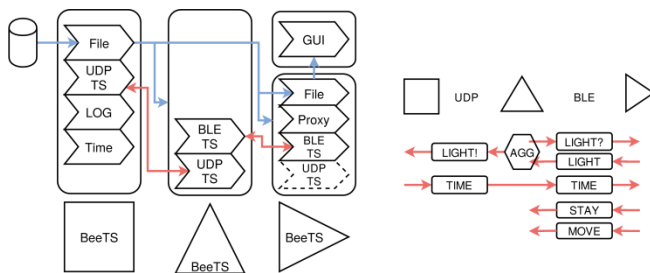 File
UDP
TS
LOG
Time
BLE
TS
UDP
TS
GUI
File
Proxy
BLE
TS
UDP
TS
BeeTS
BeeTS
BeeTS
UDP
BLE
LIGHT!
AGG
LIGHT?
LIGHT
TIME
TIME
STAY
MOVE